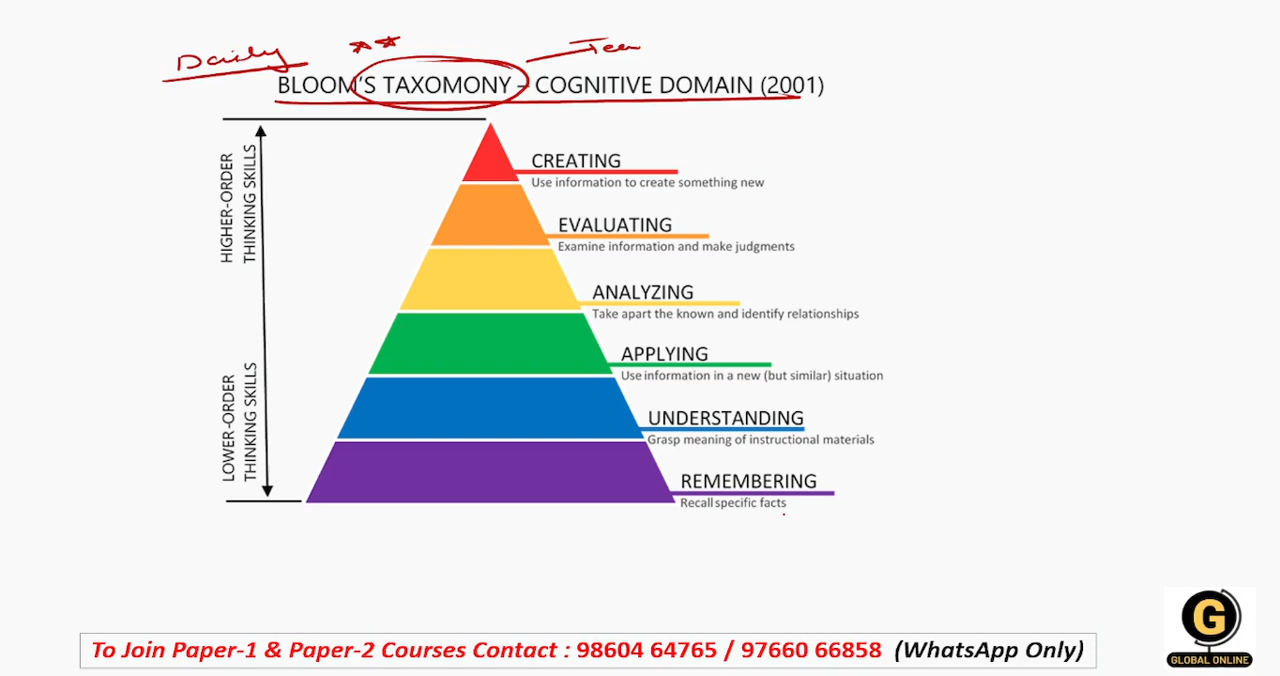 Daily
BLOOM'S TAXOMONY – COGNITIVE DOMAIN (2001)
HIGHER-ORDER
THINKING SKILLS
CREATING
Use information to create something new
EVALUATING
Examine information and make judgments
ANALYZING
Take apart the known and identify relationships
APPLYING
Use information in a new (but similar) situation
LOWER-ORDER
THINKING SKILLS
UNDERSTANDING
Grasp meaning of instructional materials
REMEMBERING
Recall specific facts
G
GLOBAL ONLINE
To Join Paper-1 & Paper-2 Courses Contact : 98604 64765 / 97660 66858 (WhatsApp Only)